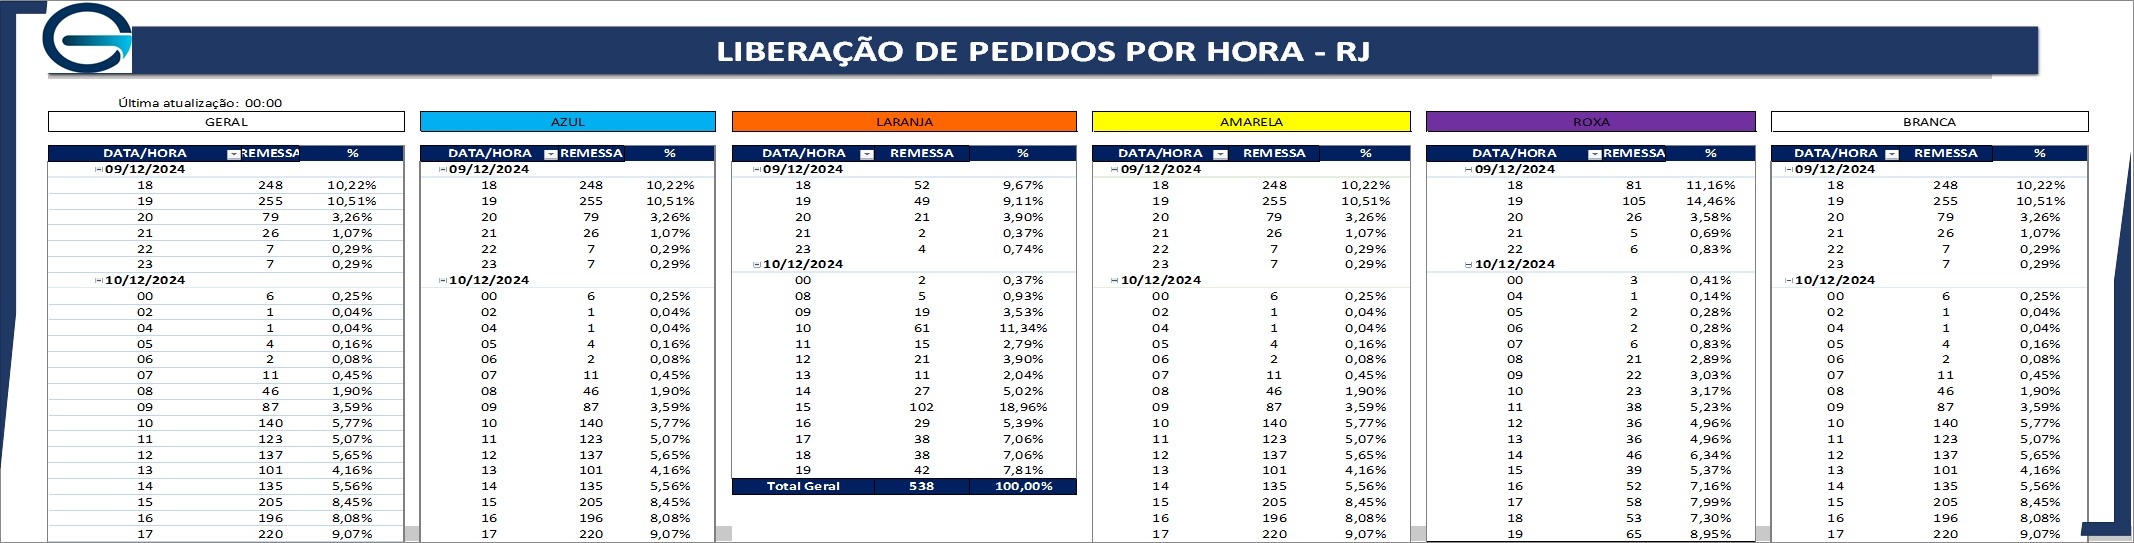 LIBERAÇÃO DE PEDIDOS POR HORA - RJ
Última atualização: 00:00
GERAL
DATA/HORA REMESSA %
09/12/2024
18 248 10,22%
19 255 10,51%
20 79 3,26%
21 26 1,07%
22 7 0,29%
23 7 0,29%
10/12/2024
00 6 0,25%
02 1 0,04%
04 1 0,04%
05 4 0,16%
06 2 0,08%
07 11 0,45%
08 46 1,90%
09 87 3,59%
10 140 5,77%
11 123 5,07%
12 137 5,65%
13 101 4,16%
14 135 5,56%
15 205 8,45%
16 196 8,08%
17 220 9,07%
AZUL
DATA/HORA REMESSA %
09/12/2024
18 248 10,22%
19 255 10,51%
20 79 3,26%
21 26 1,07%
22 7 0,29%
23 7 0,29%
10/12/2024
00 6 0,25%
02 1 0,04%
04 1 0,04%
05 4 0,16%
06 2 0,08%
07 11 0,45%
08 46 1,90%
09 87 3,59%
10 140 5,77%
11 123 5,07%
12 137 5,65%
13 101 4,16%
14 135 5,56%
15 205 8,45%
16 196 8,08%
17 220 9,07%
LARANJA
DATA/HORA REMESSA %
09/12/2024
18 52 9,67%
19 49 9,11%
20 21 3,90%
21 2 0,37%
23 4 0,74%
10/12/2024
00 2 0,37%
08 5 0,93%
09 19 3,53%
10 61 11,34%
11 15 2,79%
12 21 3,90%
13 11 2,04%
14 27 5,02%
15 102 18,96%
16 29 5,39%
17 38 7,06%
18 38 7,06%
19 42 7,81%
Total Geral 538 100,00%
AMARELA
DATA/HORA REMESSA %
09/12/2024
18 248 10,22%
19 255 10,51%
20 79 3,26%
21 26 1,07%
22 7 0,29%
23 7 0,29%
10/12/2024
00 6 0,25%
02 1 0,04%
04 1 0,04%
05 4 0,16%
06 2 0,08%
07 11 0,45%
08 46 1,90%
09 87 3,59%
10 140 5,77%
11 123 5,07%
12 137 5,65%
13 101 4,16%
14 135 5,56%
15 205 8,45%
16 196 8,08%
17 220 9,07%
ROXA
DATA/HORA REMESSA %
09/12/2024
18 81 11,16%
19 105 14,46%
20 26 3,58%
21 5 0,69%
22 6 0,83%
10/12/2024
00 3 0,41%
04 1 0,14%
05 2 0,28%
06 2 0,28%
07 6 0,83%
08 21 2,89%
09 22 3,03%
10 23 3,17%
11 38 5,23%
12 36 4,96%
13 36 4,96%
14 46 6,34%
15 39 5,37%
16 52 7,16%
17 58 7,99%
18 53 7,30%
19 65 8,95%
BRANCA
DATA/HORA REMESSA %
09/12/2024
18 248 10,22%
19 255 10,51%
20 79 3,26%
21 26 1,07%
22 7 0,29%
23 7 0,29%
10/12/2024
00 6 0,25%
02 1 0,04%
04 1 0,04%
05 4 0,16%
06 2 0,08%
07 11 0,45%
08 46 1,90%
09 87 3,59%
10 140 5,77%
11 123 5,07%
12 137 5,65%
13 101 4,16%
14 135 5,56%
15 205 8,45%
16 196 8,08%
17 220 9,07%